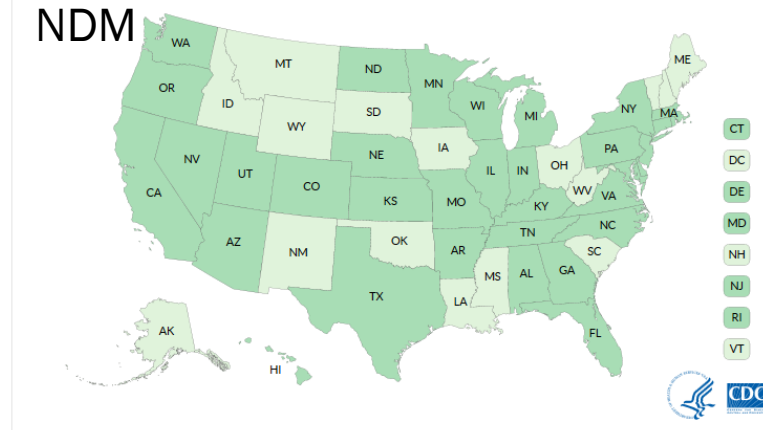 NDM
WA
MT
ND
MN
ME
OR
ID
SD
WI
MI
NY
MA
WY
IA
PA
NV
NE
OH
UT
CO
IL
IN
WV
VA
CA
KS
MO
KY
NC
AZ
NM
OK
AR
TN
SC
TX
MS
AL
GA
LA
FL
AK
HI
CT
DC
DE
MD
NH
NJ
RI
VT
CDC